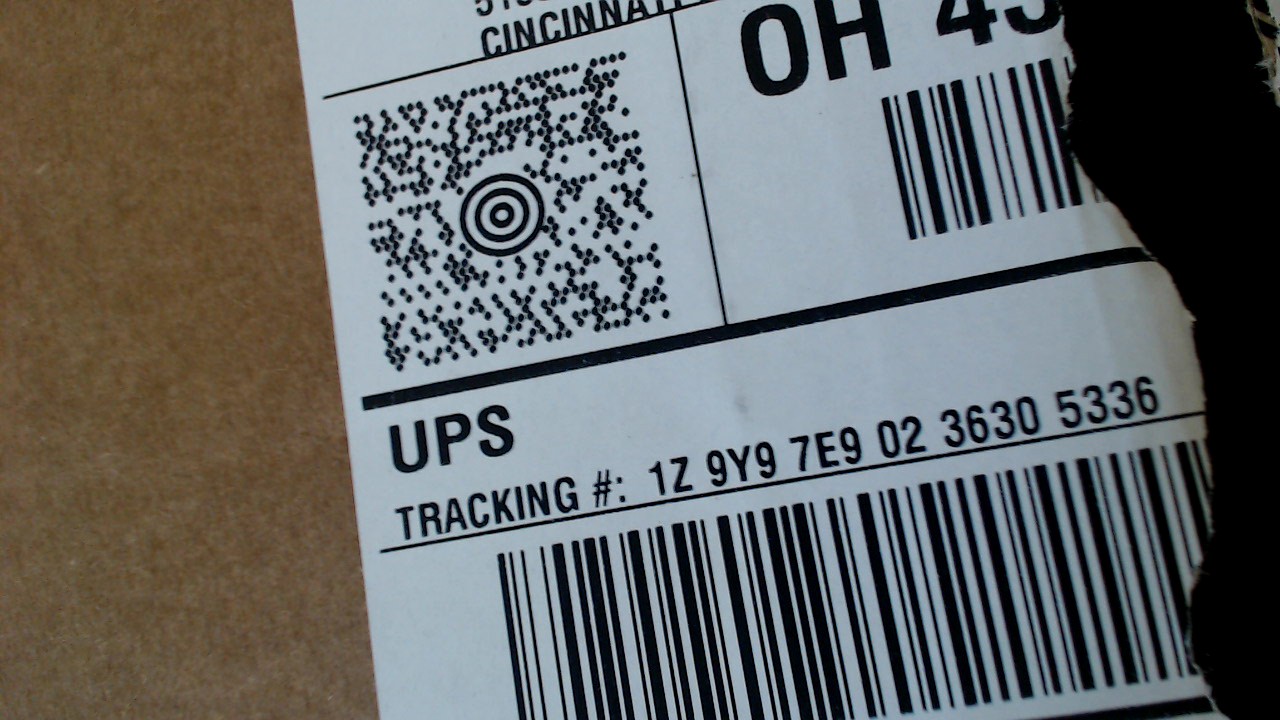 CINCINNATI
OH 45
UPS
TRACKING #: 1Z 9Y9 7E9 02 3630 5336